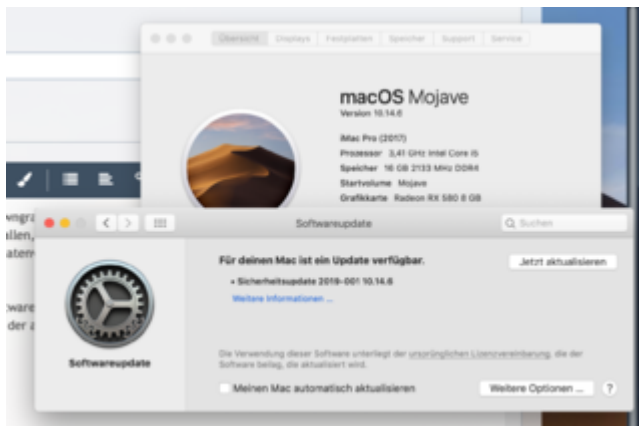 Übersicht Displays Festplatten Speicher Support Service
macOS Mojave
Version 10.14.6
iMac Pro (2017)
Prozessor 3,41 GHz Intel Core i5
Speicher 16 GB 2133 MHz DDR4
Startvolume Mojave
Grafikkarte Radeon RX 580 8 GB
Softwareupdate
Suchen
Für deinen Mac ist ein Update verfügbar.
Jetzt aktualisieren
• Sicherheitsupdate 2019-001 10.14.6
Weitere Informationen ...
Softwareupdate
Die Verwendung dieser Software unterliegt der ursprünglichen Lizenzvereinbarung, die der
Software beilag, die aktualisiert wird.
Meinen Mac automatisch aktualisieren
Weitere Optionen ...
?